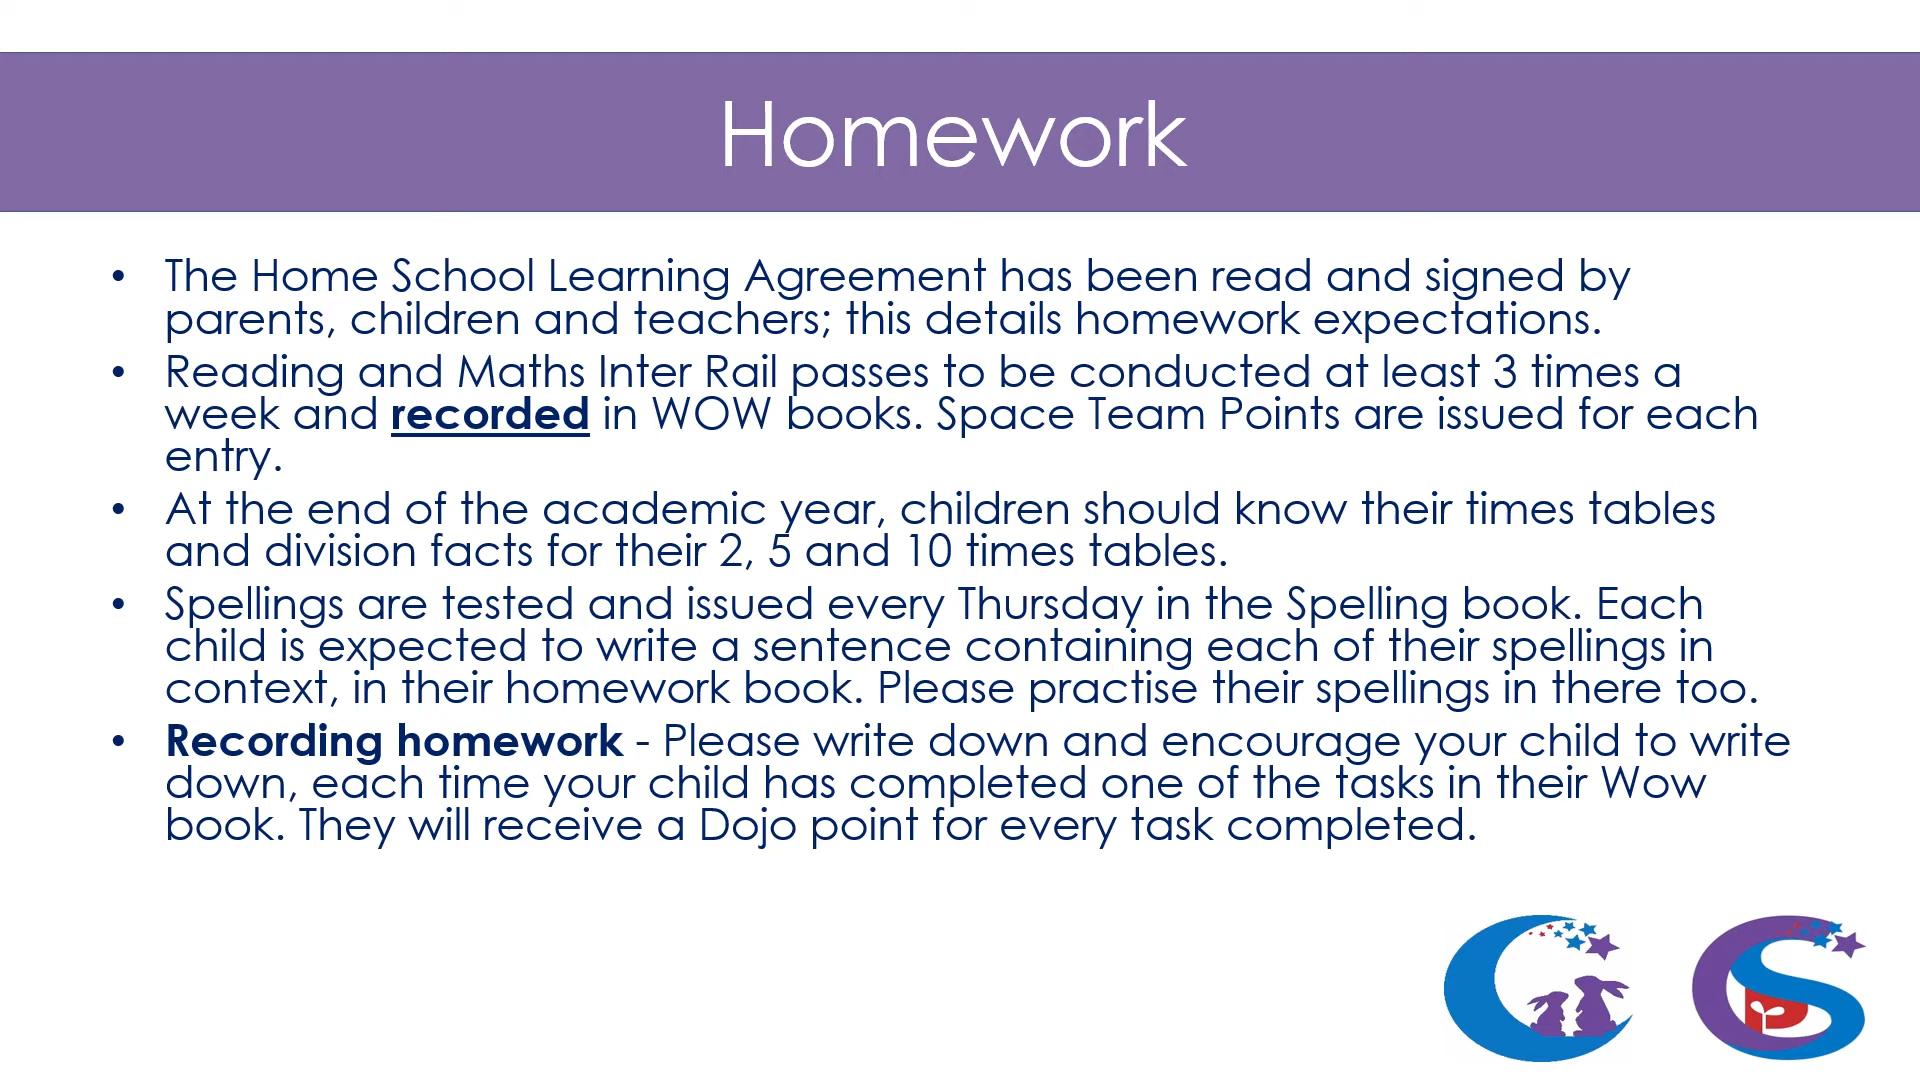 Homework
• The Home School Learning Agreement has been read and signed by
parents, children and teachers; this details homework expectations.
• Reading and Maths Inter Rail passes to be conducted at least 3 times a
week and recorded in WOW books. Space Team Points are issued for each
entry.
• At the end of the academic year, children should know their times tables
and division facts for their 2, 5 and 10 times tables.
• Spellings are tested and issued every Thursday in the Spelling book. Each
child is expected to write a sentence containing each of their spellings in
context, in their homework book. Please practise their spellings in there too.
• Recording homework - Please write down and encourage your child to write
down, each time your child has completed one of the tasks in their Wow
book. They will receive a Dojo point for every task completed.